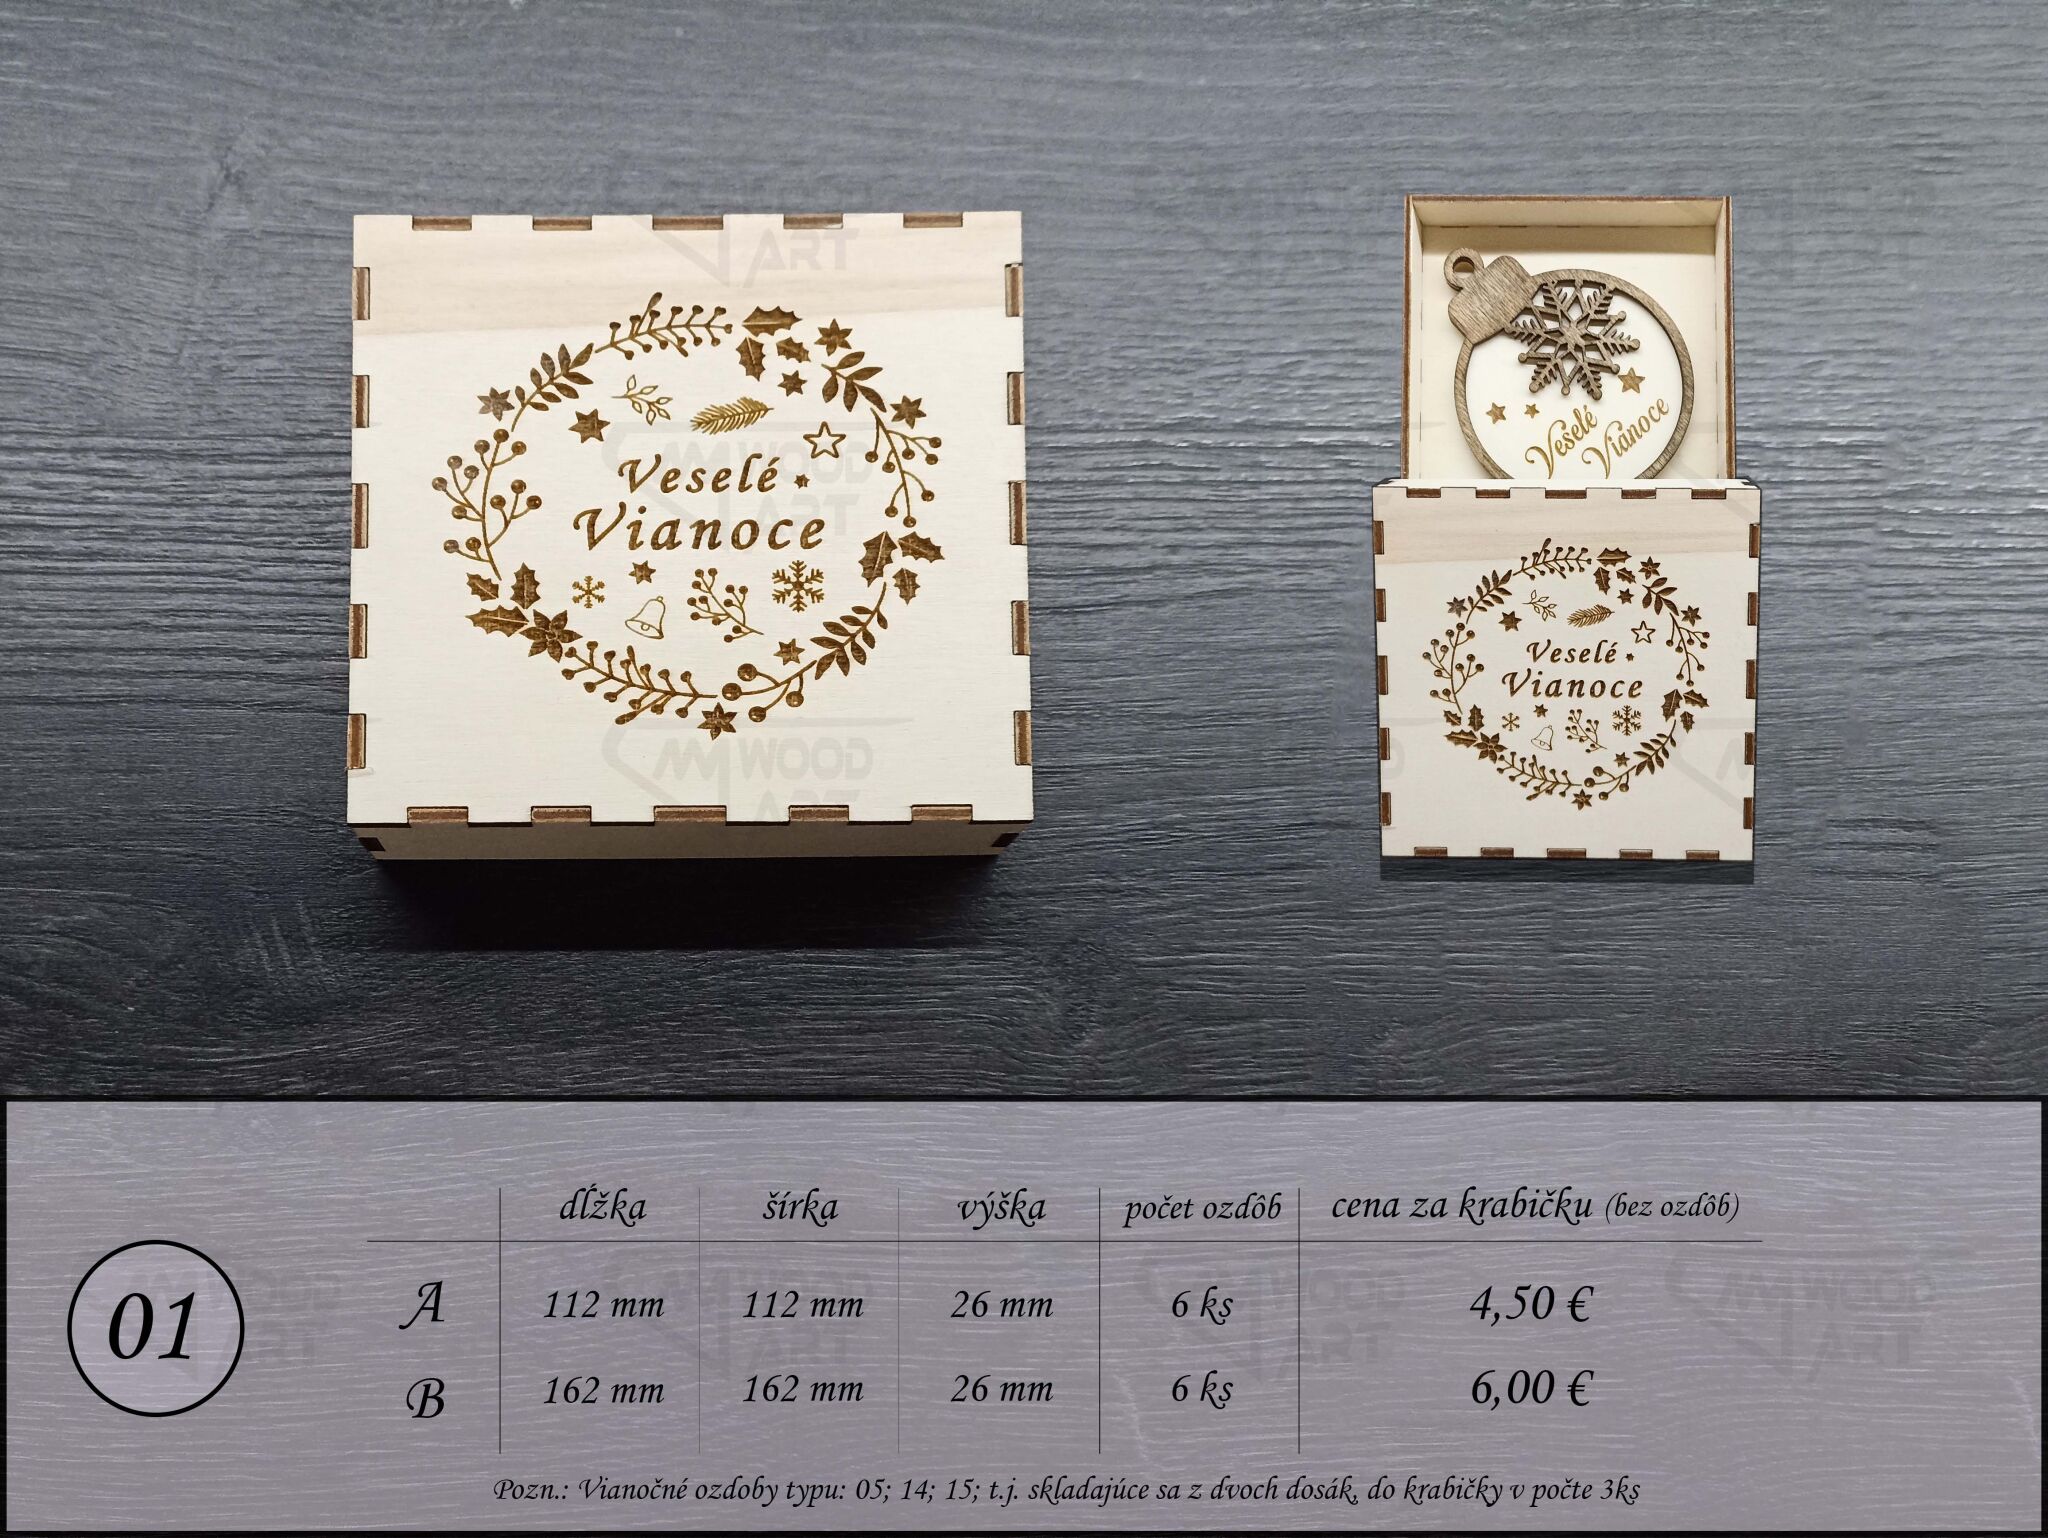 Veselé
Vianoce
Veselé
Vianoce
Veselé
Vianoce
WOOD
ART
dĺžka šírka výška počet ozdôb cena za krabičku (bez ozdôb)
01
A 112 mm 112 mm 26 mm 6 ks 4,50 €
B 162 mm 162 mm 26 mm 6 ks 6,00 €
Pozn.: Vianočné ozdoby typu: 05; 14; 15; t.j. skladajúce sa z dvoch dosák, do krabičky v počte 3ks